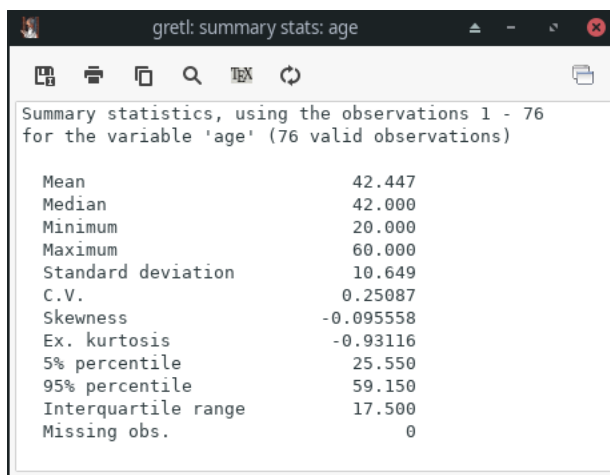 gretl: summary stats: age
TEX
Summary statistics, using the observations 1 - 76
for the variable 'age' (76 valid observations)
Mean 42.447
Median 42.000
Minimum 20.000
Maximum 60.000
Standard deviation 10.649
C.V. 0.25087
Skewness -0.095558
Ex. kurtosis -0.93116
5% percentile 25.550
95% percentile 59.150
Interquartile range 17.500
Missing obs. 0